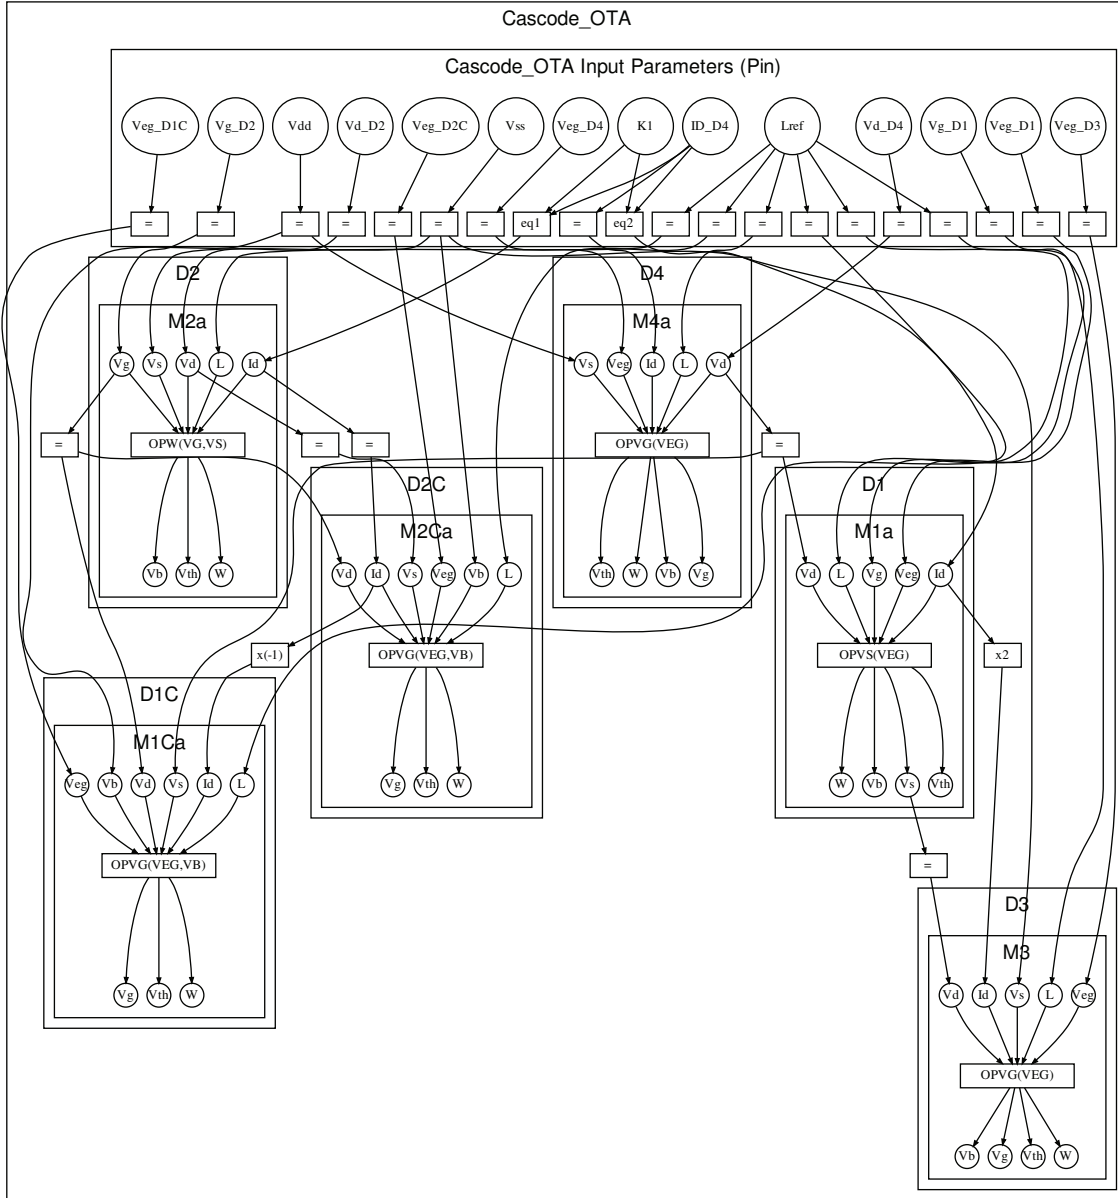 Cascode_OTA
Cascode_OTA Input Parameters (Pin)
Veg_D1C Vg_D2 Vdd Vd_D2 Veg_D2C Vss Veg_D4 K1 ID_D4 Lref Vd_D4 Vg_D1 Veg_D1 Veg_D3
= = = = = = = eq1 = eq2 = = = = = = = = = =
D2 D4
M2a M4a
Vg Vs Vd L Id Vs Veg Id L Vd
= OPW(VG,VS) = = OPVG(VEG) =
D2C D1
M2Ca M1a
Vb Vth W Vd Id Vs Veg Vb L Vth W Vb Vg Vd L Vg Veg Id
x(-1) OPVG(VEG,VB) OPVS(VEG) x2
D1C
M1Ca
Veg Vb Vd Vs Id L Vg Vth W W Vb Vs Vth
OPVG(VEG,VB) =
D3
M3
Vg Vth W Vd Id Vs L Veg
OPVG(VEG)
Vb Vg Vth W